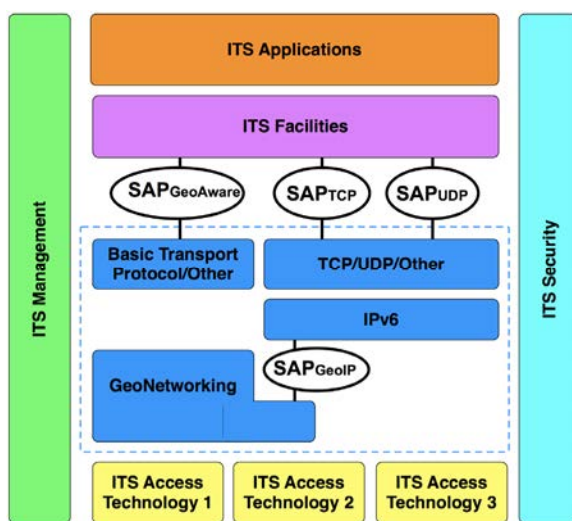 ITS Applications
ITS Facilities
SAPGeoAware
SAPTCP
SAPUDP
ITS Management
ITS Security
Basic Transport
Protocol/Other
TCP/UDP/Other
IPv6
SAPGeoIP
GeoNetworking
ITS Access
Technology 1
ITS Access
Technology 2
ITS Access
Technology 3